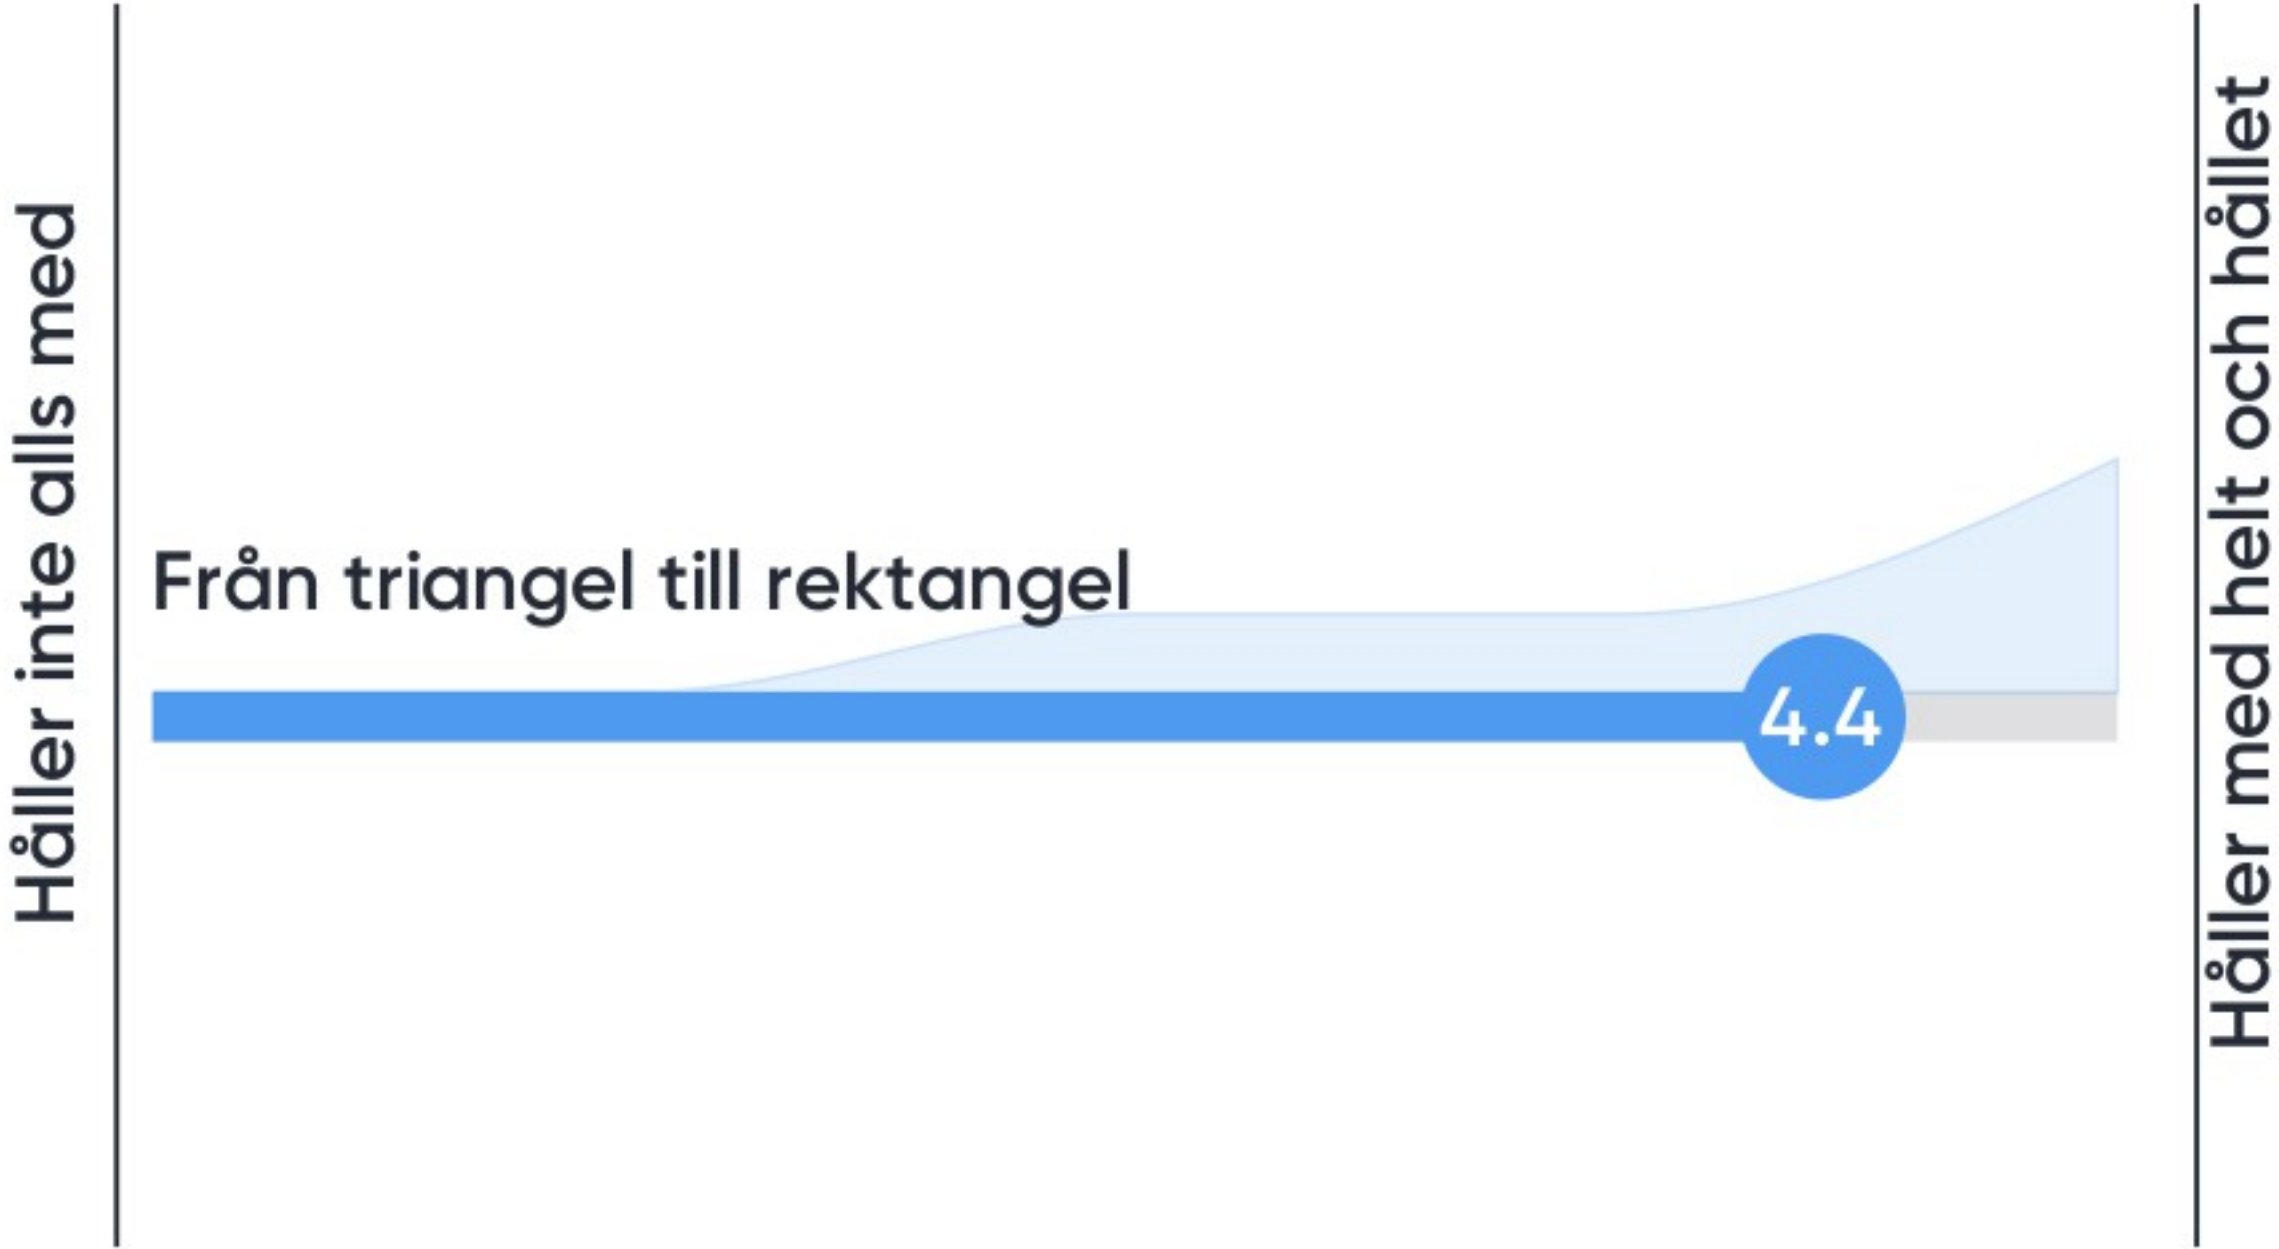 Håller inte alls med
Från triangel till rektangel
4.4
Håller med helt och hållet